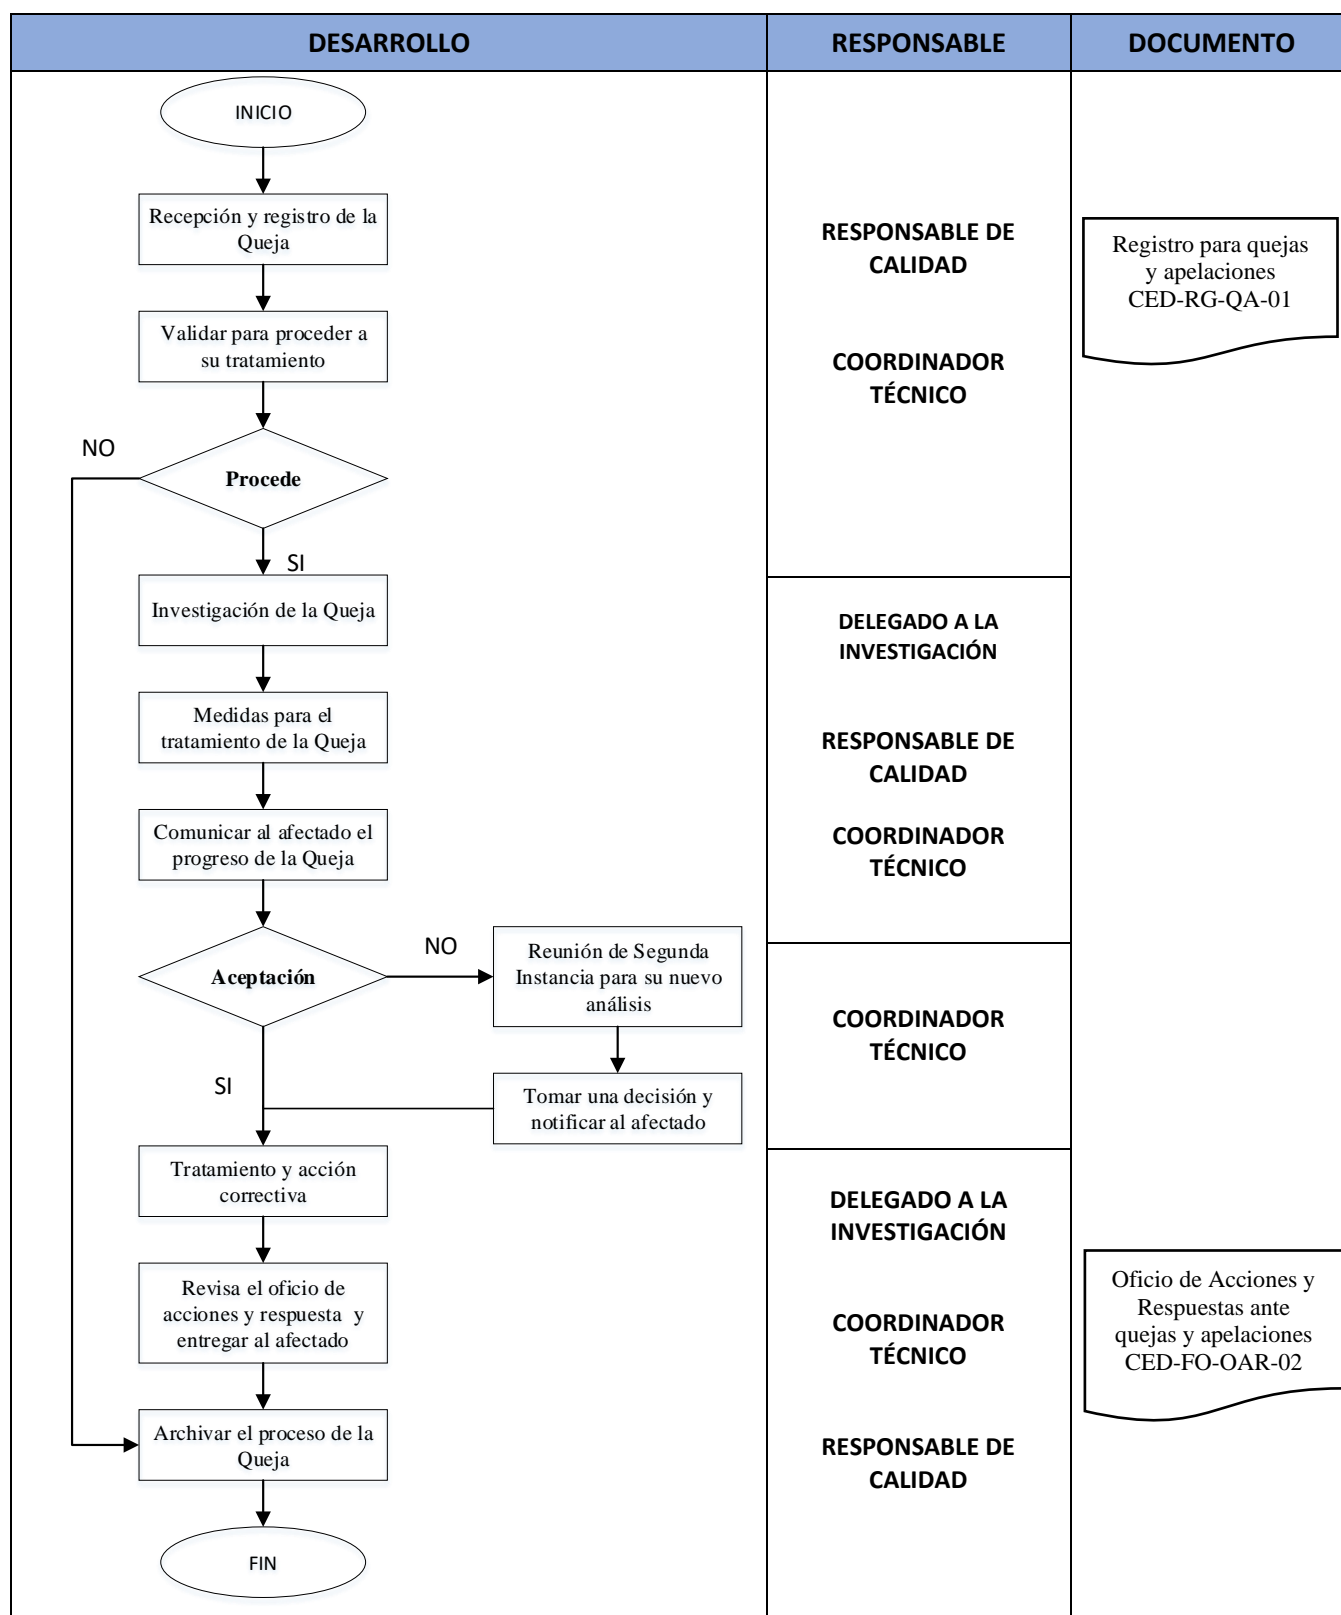 DESARROLLO
RESPONSABLE
DOCUMENTO
INICIO
Recepción y registro de la
Queja
Validar para proceder a
su tratamiento
NO
Procede
SI
Investigación de la Queja
Medidas para el
tratamiento de la Queja
Comunicar al afectado el
progreso de la Queja
Aceptación
NO
Reunión de Segunda
Instancia para su nuevo
análisis
SI
Tomar una decisión y
notificar al afectado
Tratamiento y acción
correctiva
Revisa el oficio de
acciones y respuesta y
entregar al afectado
Archivar el proceso de la
Queja
FIN
RESPONSABLE DE
CALIDAD
COORDINADOR
TÉCNICO
DELEGADO A LA
INVESTIGACIÓN
RESPONSABLE DE
CALIDAD
COORDINADOR
TÉCNICO
COORDINADOR
TÉCNICO
DELEGADO A LA
INVESTIGACIÓN
COORDINADOR
TÉCNICO
RESPONSABLE DE
CALIDAD
Registro para quejas
y apelaciones
CED-RG-QA-01
Oficio de Acciones y
Respuestas ante
quejas y apelaciones
CED-FO-OAR-02